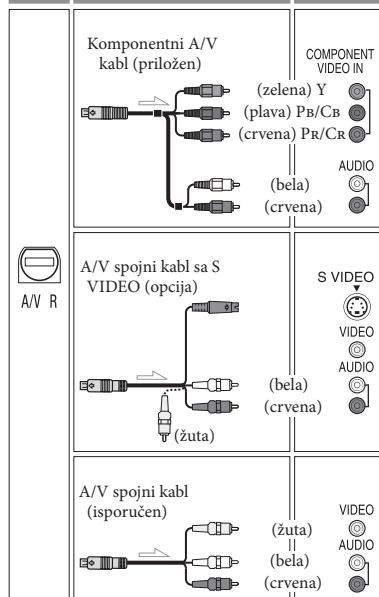 Komponentni A/V
kabl (priložen)
COMPONENT
VIDEO IN
(zelena) Y
(plava) PB/CB
(crvena) PR/CR
AUDIO
(bela)
(crvena)
A/V R
A/V spojni kabl sa S
VIDEO (opcija)
S VIDEO
VIDEO
AUDIO
(bela)
(crvena)
(žuta)
A/V spojni kabl
(isporučen)
VIDEO
(žuta)
AUDIO
(bela)
(crvena)